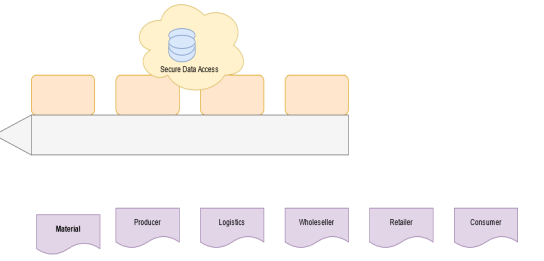 Secure Data Access
Material
Producer
Logistics
Wholeseller
Retailer
Consumer